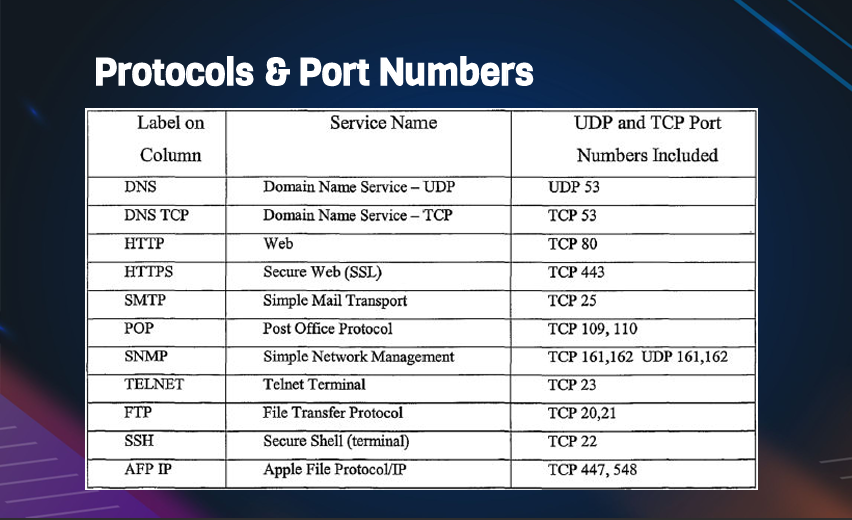 Protocols & Port Numbers
Label on Column Service Name UDP and TCP Port Numbers Included
DNS Domain Name Service – UDP UDP 53
DNS TCP Domain Name Service – TCP TCP 53
HTTP Web TCP 80
HTTPS Secure Web (SSL) TCP 443
SMTP Simple Mail Transport TCP 25
POP Post Office Protocol TCP 109, 110
SNMP Simple Network Management TCP 161,162 UDP 161,162
TELNET Telnet Terminal TCP 23
FTP File Transfer Protocol TCP 20,21
SSH Secure Shell (terminal) TCP 22
AFP IP Apple File Protocol/IP TCP 447, 548